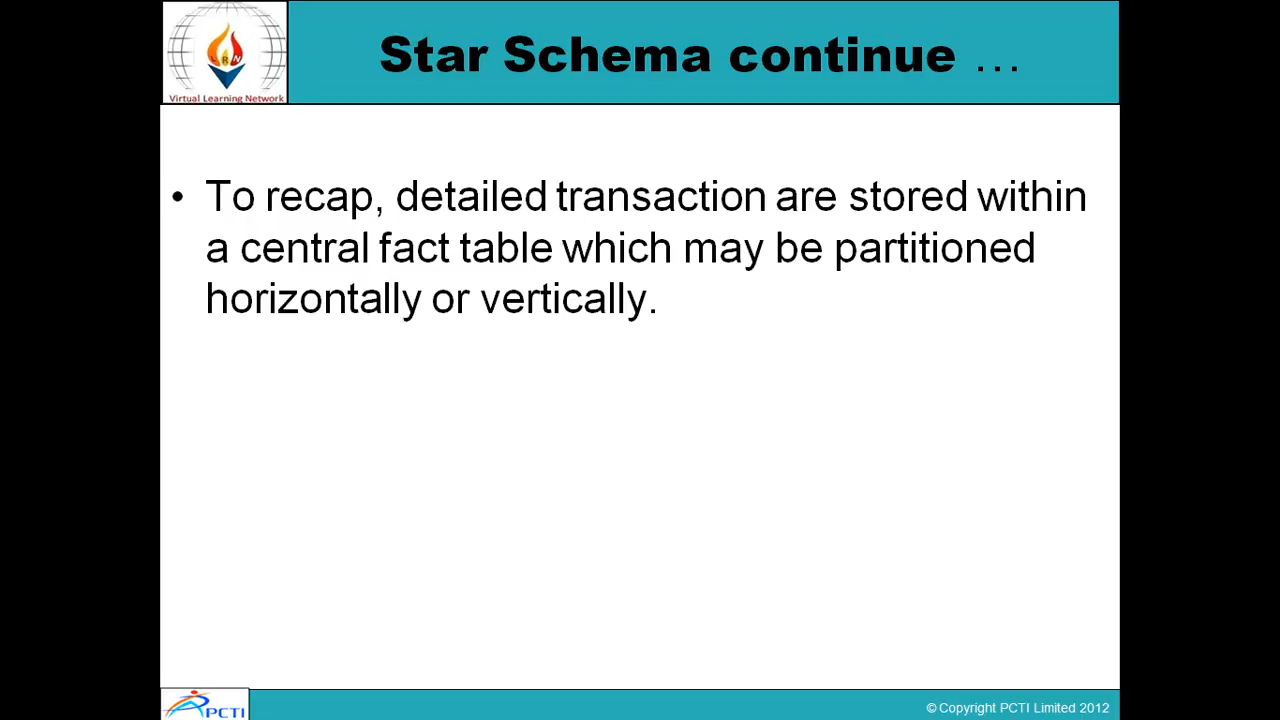 Star Schema continue ...
LRN
Virtual Learning Network
• To recap, detailed transaction are stored within
a central fact table which may be partitioned
horizontally or vertically.
PCTI
© Copyright PCTI Limited 2012